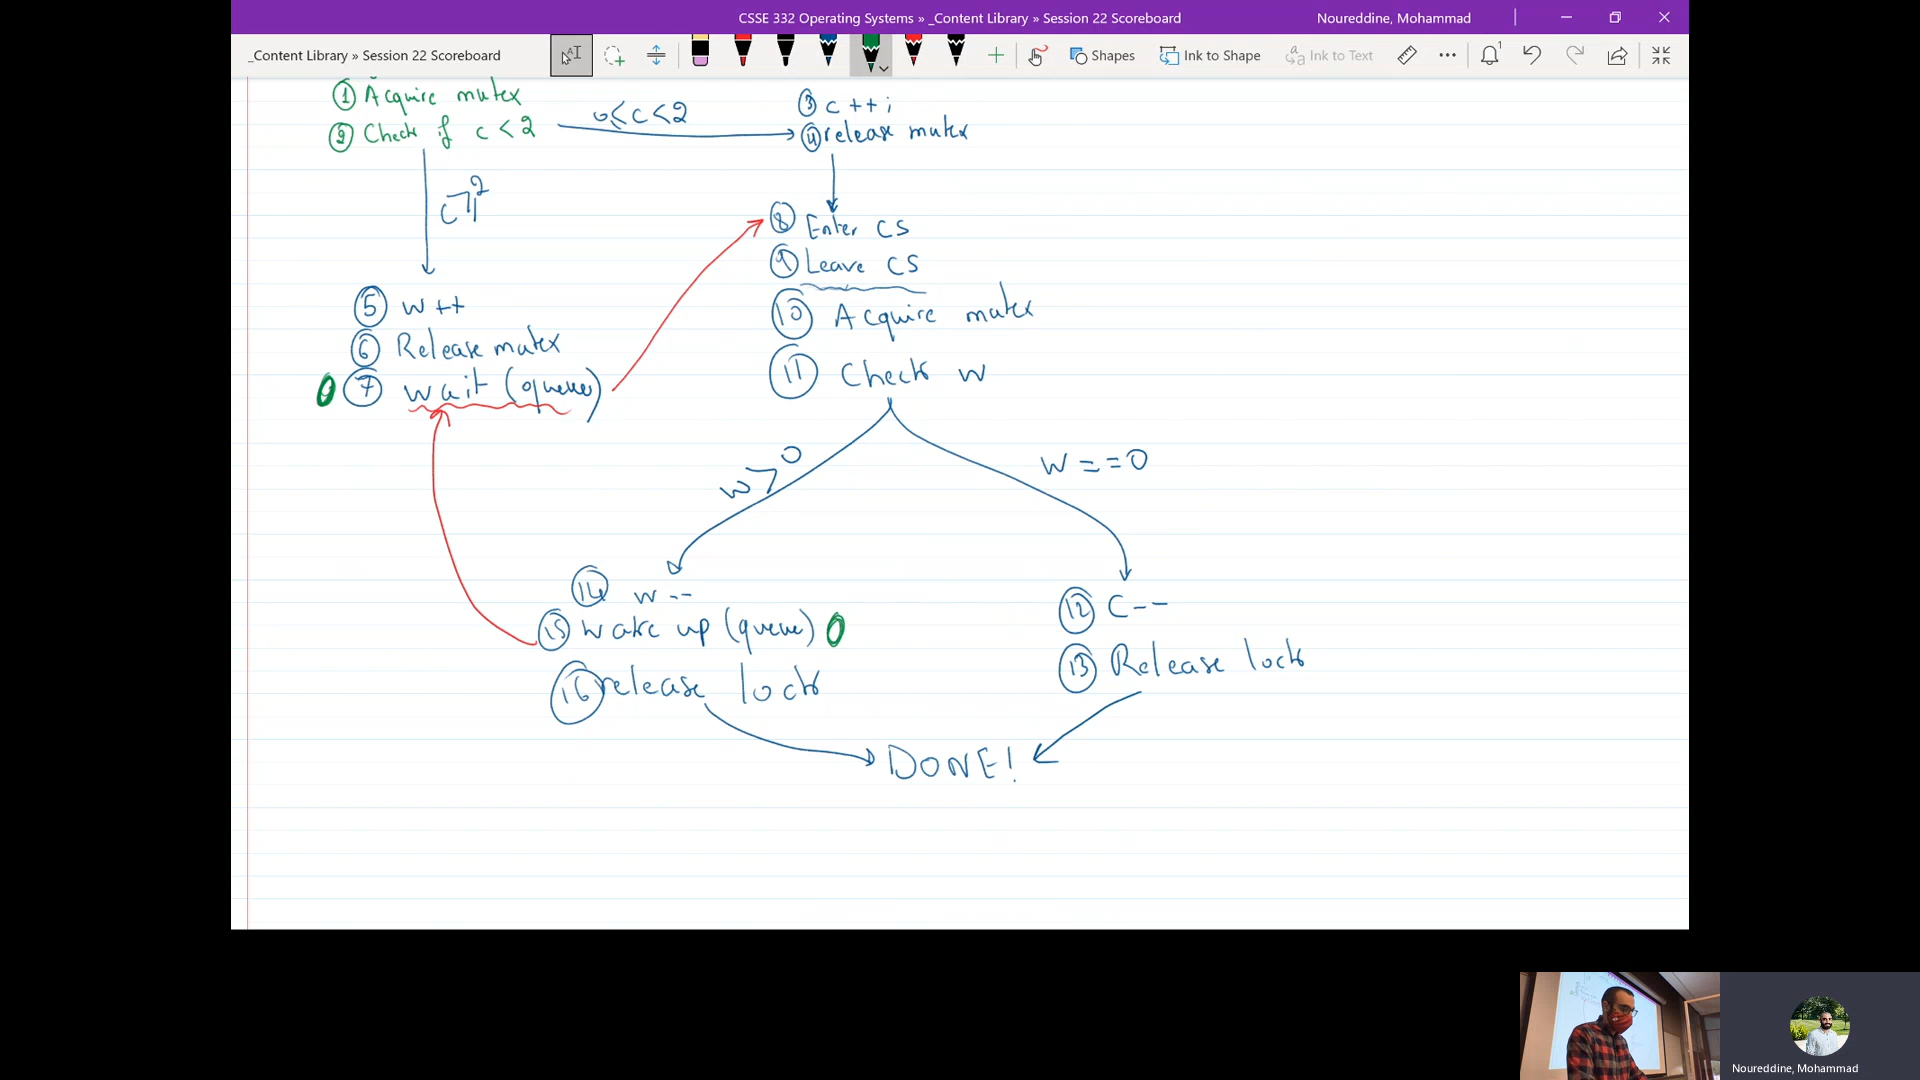 CSSE 332 Operating Systems » _Content Library » Session 22 Scoreboard
Noureddine, Mohammad
_Content Library » Session 22 Scoreboard
Shapes
Ink to Shape
Ink to Text
① Acquire mutex
② Check if c < 2
0 ≤ c < 2
③ c++;
④ release mutex
c ≥ 2
⑤ w++
⑥ Release mutex
0 ⑦ wait (queue)
⑧ Enter CS
⑨ Leave CS
⑩ Acquire mutex
⑪ Check w
w > 0
w == 0
⑭ w--
⑮ wake up (queue) 0
⑯ release lock
⑫ C--
⑬ Release lock
DONE!
Noureddine, Mohammad